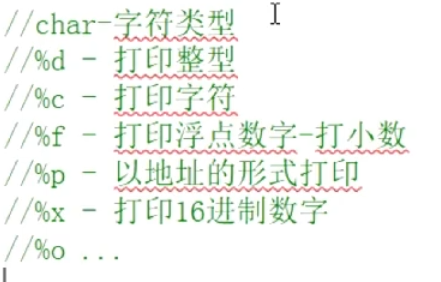 //char-字符类型
//%d - 打印整型
//%c - 打印字符
//%f - 打印浮点数字-打小数
//%p - 以地址的形式打印
//%x - 打印16进制数字
//%o ...